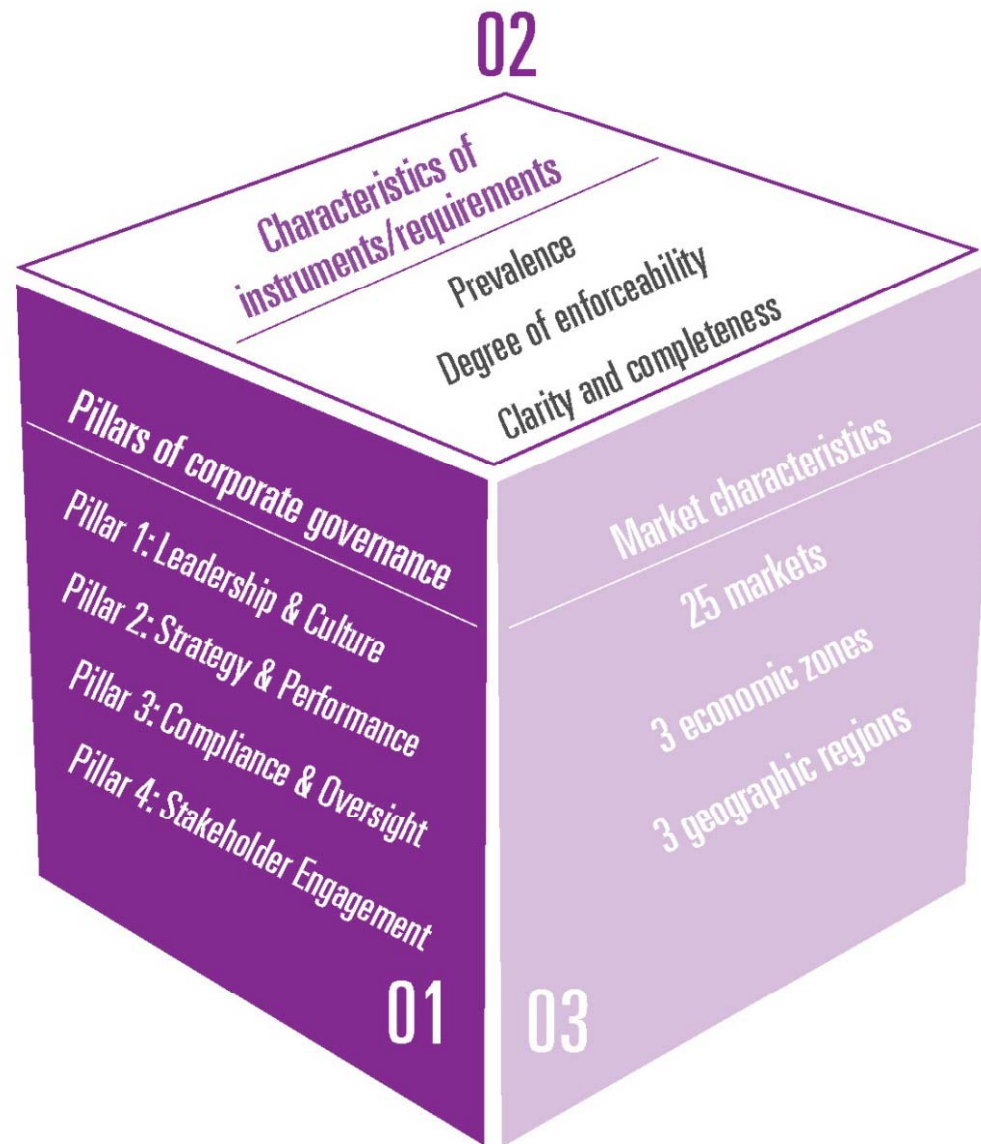 02
Characteristics of
instruments/requirements
Prevalence
Degree of enforceability
Clarity and completeness
Pillars of corporate governance
Pillar 1: Leadership & Culture
Pillar 2: Strategy & Performance
Pillar 3: Compliance & Oversight
Pillar 4: Stakeholder Engagement
01
Market characteristics
25 markets
3 economic zones
3 geographic regions
03